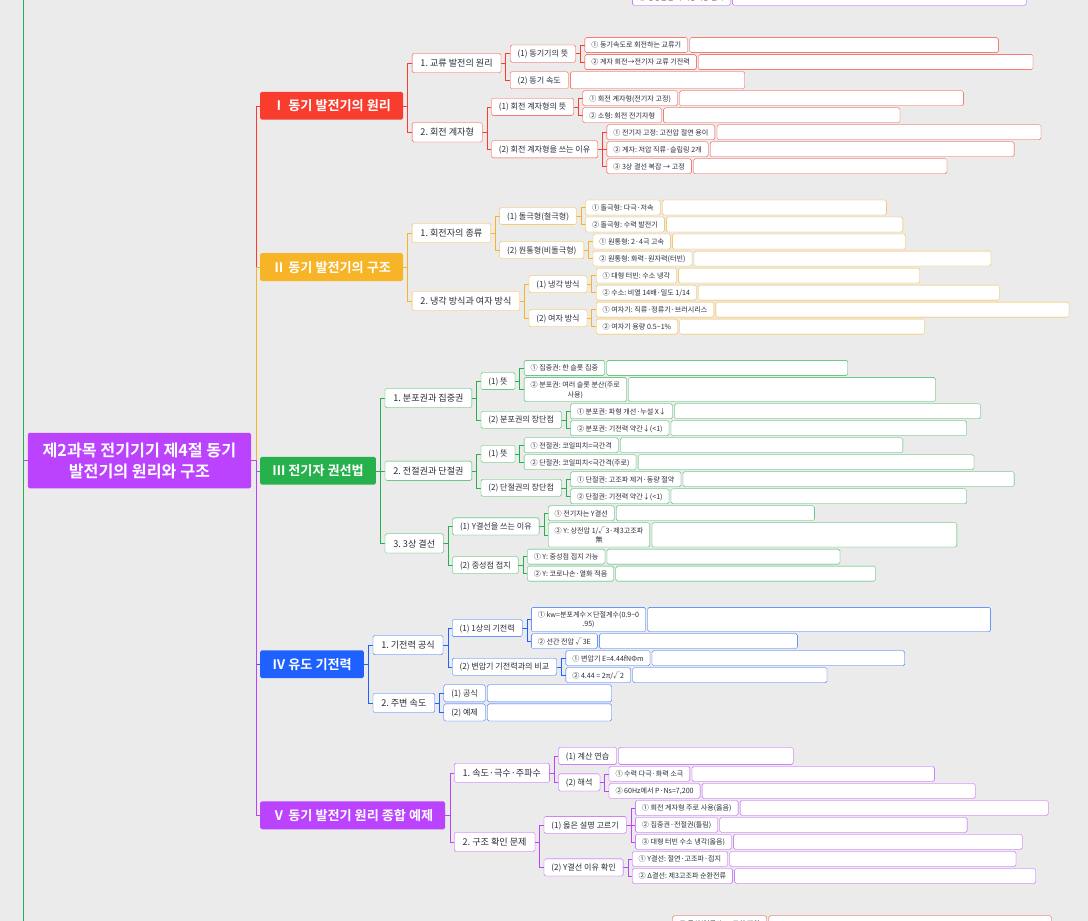 제2과목 전기기기 제4절 동기
발전기의 원리와 구조
Ⅰ 동기 발전기의 원리
1. 교류 발전의 원리
(1) 동기기의 뜻
① 동기속도로 회전하는 교류기
② 계자 회전→전기자 교류 기전력
(2) 동기 속도
2. 회전 계자형
(1) 회전 계자형의 뜻
① 회전 계자형(전기자 고정)
② 소형: 회전 전기자형
(2) 회전 계자형을 쓰는 이유
① 전기자 고정: 고전압 절연 용이
② 계자: 저압 직류·슬립링 2개
③ 3상 결선 복잡 → 고정
Ⅱ 동기 발전기의 구조
1. 회전자의 종류
(1) 돌극형(철극형)
① 돌극형: 다극·저속
② 돌극형: 수력 발전기
(2) 원통형(비돌극형)
① 원통형: 2·4극 고속
② 원통형: 화력·원자력(터빈)
2. 냉각 방식과 여자 방식
(1) 냉각 방식
① 대형 터빈: 수소 냉각
② 수소: 비열 14배·밀도 1/14
(2) 여자 방식
① 여자기: 직류·정류기·브러시리스
② 여자기 용량 0.5~1%
Ⅲ 전기자 권선법
1. 분포권과 집중권
(1) 뜻
① 집중권: 한 슬롯 집중
② 분포권: 여러 슬롯 분산(주로
사용)
(2) 분포권의 장단점
① 분포권: 파형 개선·누설 X↓
② 분포권: 기전력 약간↓(<1)
2. 전절권과 단절권
(1) 뜻
① 전절권: 코일피치=극간격
② 단절권: 코일피치<극간격(주로)
(2) 단절권의 장단점
① 단절권: 고조파 제거·동량 절약
② 단절권: 기전력 약간↓(<1)
3. 3상 결선
(1) Y결선을 쓰는 이유
① 전기자는 Y결선
② Y: 상전압 1/√3·제3고조파
無
(2) 중성점 접지
① Y: 중성점 접지 가능
② Y: 코로나손·열화 적음
Ⅳ 유도 기전력
1. 기전력 공식
(1) 1상의 기전력
① kw=분포계수×단절계수(0.9~0
.95)
② 선간 전압 √3E
(2) 변압기 기전력과의 비교
① 변압기 E=4.44fNΦm
② 4.44 = 2π/√2
2. 주변 속도
(1) 공식
(2) 예제
Ⅴ 동기 발전기 원리 종합 예제
1. 속도·극수·주파수
(1) 계산 연습
(2) 해석
① 수력 다극·화력 소극
② 60Hz에서 P·Ns=7,200
2. 구조 확인 문제
(1) 옳은 설명 고르기
① 회전 계자형 주로 사용(옳음)
② 집중권·전절권(틀림)
③ 대형 터빈 수소 냉각(옳음)
(2) Y결선 이유 확인
① Y결선: 절연·고조파·접지
② Δ결선: 제3고조파 순환전류